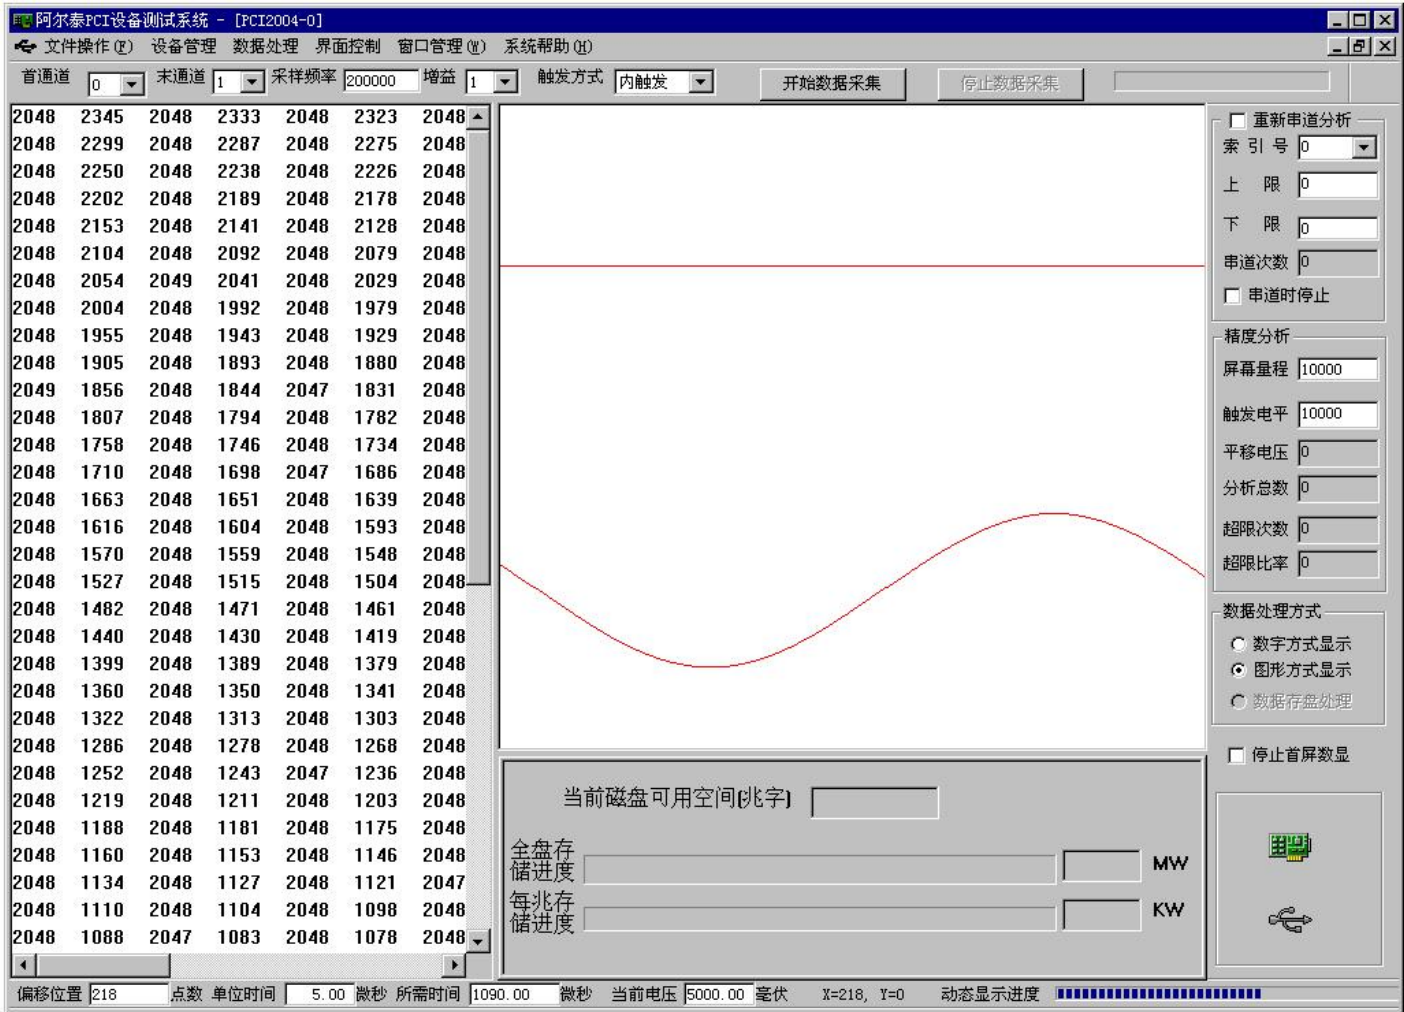 阿尔泰PCI设备测试系统 - [PCI2004-0]
文件操作(F) 设备管理 数据处理 界面控制 窗口管理(W) 系统帮助(H)
首通道 0 末通道 1 采样频率 200000 增益 1 触发方式 内触发 开始数据采集 停止数据采集
2048 2345 2048 2333 2048 2323 2048
2048 2299 2048 2287 2048 2275 2048
2048 2250 2048 2238 2048 2226 2048
2048 2202 2048 2189 2048 2178 2048
2048 2153 2048 2141 2048 2128 2048
2048 2104 2048 2092 2048 2079 2048
2048 2054 2049 2041 2048 2029 2048
2048 2004 2048 1992 2048 1979 2048
2048 1955 2048 1943 2048 1929 2048
2048 1905 2048 1893 2048 1880 2048
2049 1856 2048 1844 2047 1831 2048
2048 1807 2048 1794 2048 1782 2048
2048 1758 2048 1746 2048 1734 2048
2048 1710 2048 1698 2047 1686 2048
2048 1663 2048 1651 2048 1639 2048
2048 1616 2048 1604 2048 1593 2048
2048 1570 2048 1559 2048 1548 2048
2048 1527 2048 1515 2048 1504 2048
2048 1482 2048 1471 2048 1461 2048
2048 1440 2048 1430 2048 1419 2048
2048 1399 2048 1389 2048 1379 2048
2048 1360 2048 1350 2048 1341 2048
2048 1322 2048 1313 2048 1303 2048
2048 1286 2048 1278 2048 1268 2048
2048 1252 2048 1243 2047 1236 2048
2048 1219 2048 1211 2048 1203 2048
2048 1188 2048 1181 2048 1175 2048
2048 1160 2048 1153 2048 1146 2048
2048 1134 2048 1127 2048 1121 2047
2048 1110 2048 1104 2048 1098 2048
2048 1088 2047 1083 2048 1078 2048
重新串道分析
索引号 0
上 限 0
下 限 0
串道次数 0
串道时停止
精度分析
屏幕量程 10000
触发电平 10000
平移电压 0
分析总数 0
超限次数 0
超限比率 0
数据处理方式
数字方式显示
图形方式显示
数据存盘处理
停止首屏数显
当前磁盘可用空间(兆字)
全盘存
储进度 MW
每兆存
储进度 KW
偏移位置 218 点数 单位时间 5.00 微秒 所需时间 1090.00 微秒 当前电压 5000.00 毫伏 X=218, Y=0 动态显示进度